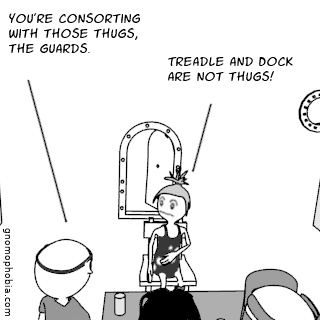 YOU'RE CONSORTING
WITH THOSE THUGS,
THE GUARDS.
TREADLE AND DOCK
ARE NOT THUGS!
gnomophobia.com